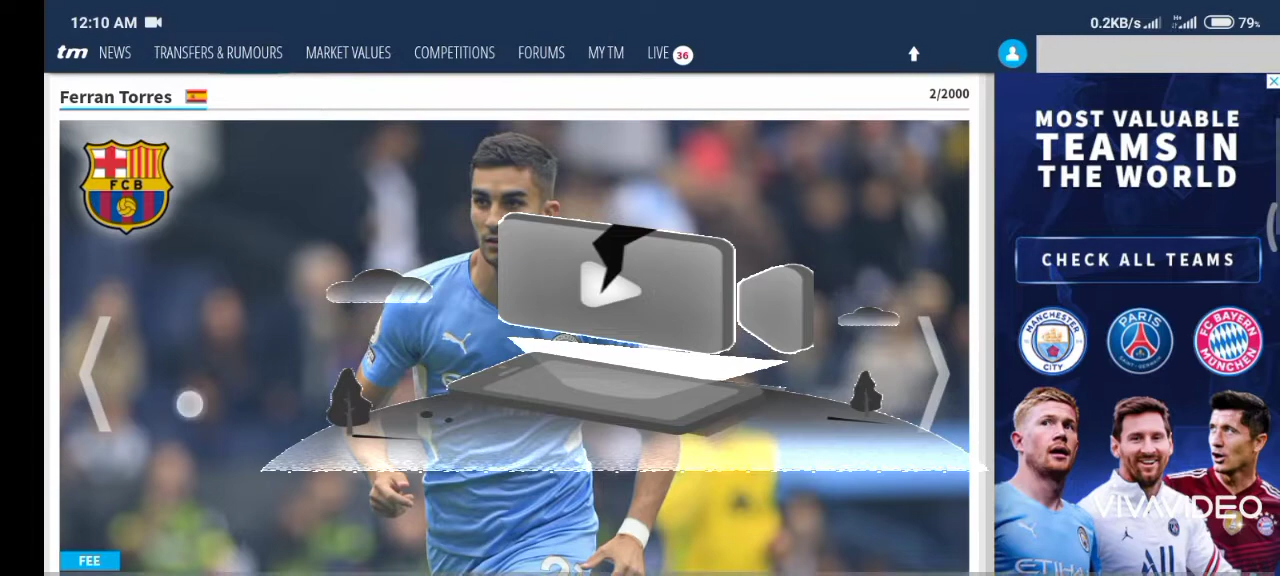 12:10 AM
0.2KB/s
79%
tm NEWS TRANSFERS & RUMOURS MARKET VALUES COMPETITIONS FORUMS MY TM LIVE 36
Ferran Torres
2/2000
FCB
FEE
MOST VALUABLE
TEAMS IN
THE WORLD
CHECK ALL TEAMS
MANCHESTER
CITY
PARIS
FC BAYERN
MÜNCHEN
VIVAVIDEO
ETIHAD